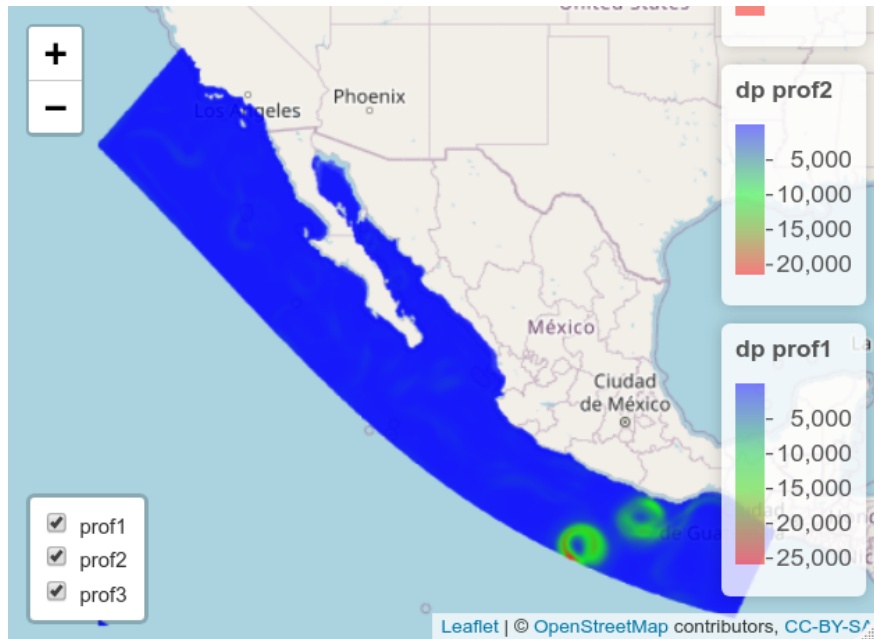 United States
+
−
Los Angeles
Phoenix
dp prof2
5,000
10,000
15,000
20,000
México
Ciudad
de México
La
dp prof1
5,000
10,000
15,000
20,000
25,000
prof1
prof2
prof3
Leaflet | © OpenStreetMap contributors, CC-BY-SA